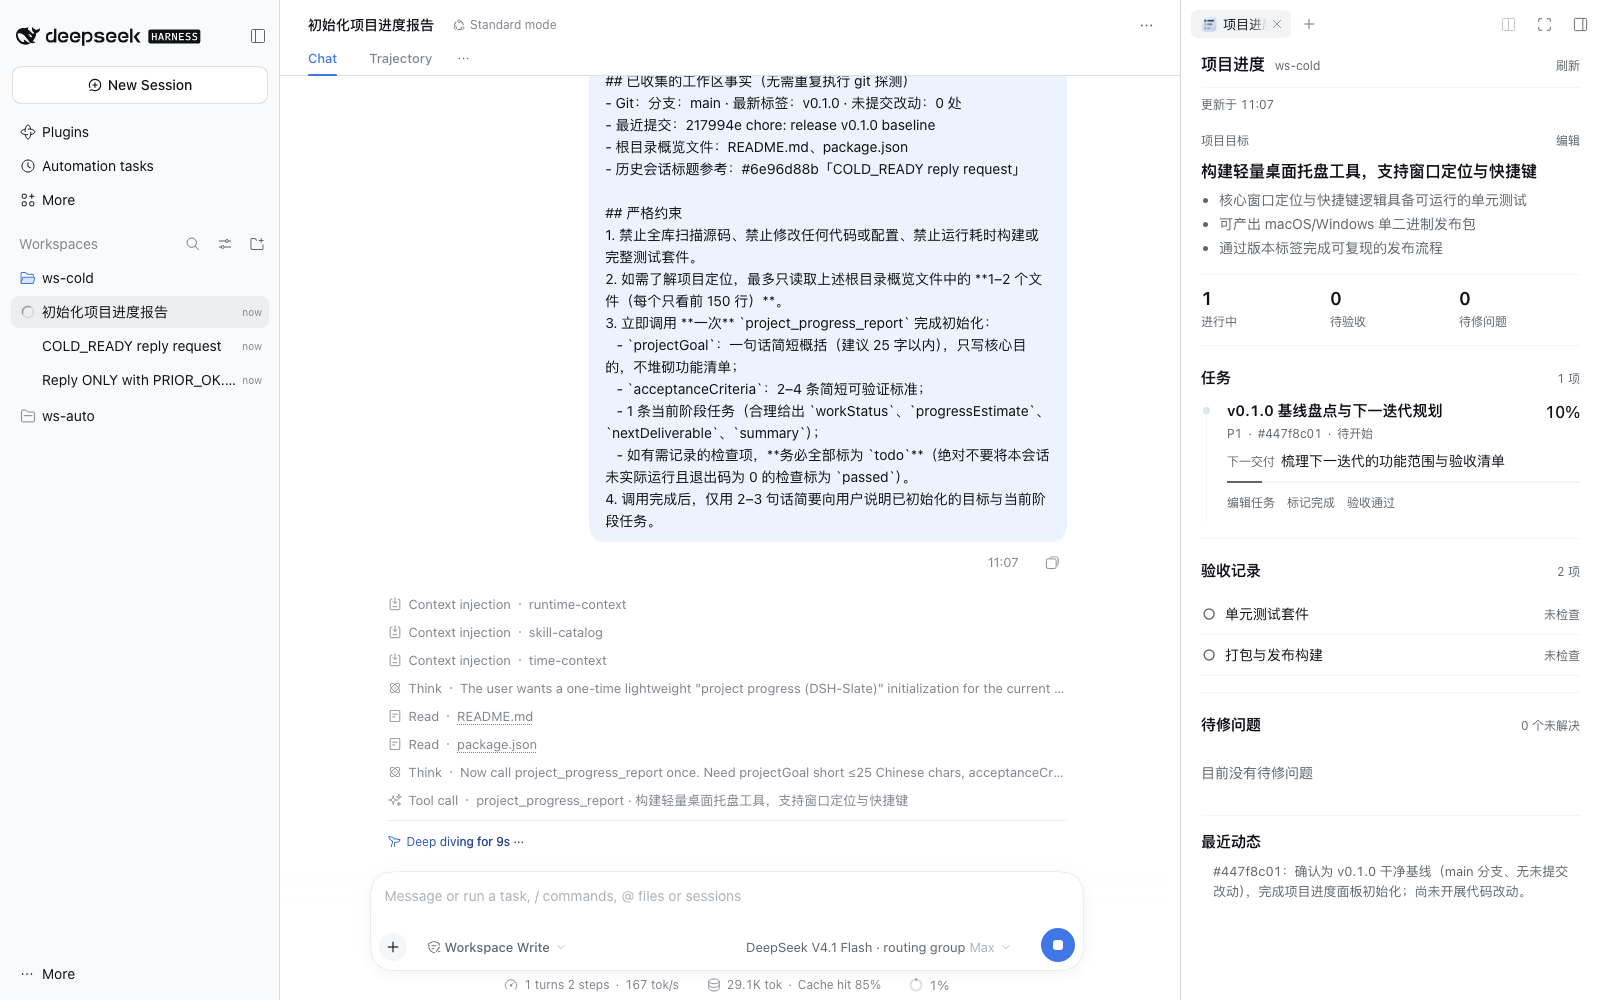 deepseek HARNESS
New Session
Plugins
Automation tasks
More
Workspaces
ws-cold
初始化项目进度报告 now
COLD_READY reply request now
Reply ONLY with PRIOR_OK.... now
ws-auto
More
初始化项目进度报告 Standard mode
Chat Trajectory
## 已收集的工作区事实（无需重复执行 git 探测）
- Git：分支：main · 最新标签：v0.1.0 · 未提交改动：0 处
- 最近提交：217994e chore: release v0.1.0 baseline
- 根目录概览文件：README.md、package.json
- 历史会话标题参考：#6e96d88b「COLD_READY reply request」
## 严格约束
1. 禁止全库扫描源码、禁止修改任何代码或配置、禁止运行耗时构建或
完整测试套件。
2. 如需了解项目定位，最多只读取上述根目录概览文件中的 **1–2 个文
件（每个只看前 150 行）**。
3. 立即调用 **一次** `project_progress_report` 完成初始化：
- `projectGoal`：一句话简短概括（建议 25 字以内），只写核心目
的，不堆砌功能清单；
- `acceptanceCriteria`：2–4 条简短可验证标准；
- 1 条当前阶段任务（合理给出 `workStatus`、`progressEstimate`、
`nextDeliverable`、`summary`）；
- 如有需记录的检查项，**务必全部标为 `todo`**（绝对不要将本会话
未实际运行且退出码为 0 的检查标为 `passed`）。
4. 调用完成后，仅用 2–3 句话简要向用户说明已初始化的目标与当前阶
段任务。
11:07
Context injection · runtime-context
Context injection · skill-catalog
Context injection · time-context
Think · The user wants a one-time lightweight "project progress (DSH-Slate)" initialization for the current ...
Read · README.md
Read · package.json
Think · Now call project_progress_report once. Need projectGoal short ≤25 Chinese chars, acceptanceCr...
Tool call · project_progress_report · 构建轻量桌面托盘工具，支持窗口定位与快捷键
Deep diving for 9s ···
Message or run a task, / commands, @ files or sessions
Workspace Write DeepSeek V4.1 Flash · routing group Max
1 turns 2 steps · 167 tok/s 29.1K tok · Cache hit 85% 1%
项目进
项目进度 ws-cold 刷新
更新于 11:07
项目目标 编辑
构建轻量桌面托盘工具，支持窗口定位与快捷键
• 核心窗口定位与快捷键逻辑具备可运行的单元测试
• 可产出 macOS/Windows 单二进制发布包
• 通过版本标签完成可复现的发布流程
1 0 0
进行中 待验收 待修问题
任务 1 项
v0.1.0 基线盘点与下一迭代规划 10%
P1 · #447f8c01 · 待开始
下一交付 梳理下一迭代的功能范围与验收清单
编辑任务 标记完成 验收通过
验收记录 2 项
单元测试套件 未检查
打包与发布构建 未检查
待修问题 0 个未解决
目前没有待修问题
最近动态
#447f8c01：确认为 v0.1.0 干净基线（main 分支、无未提交
改动），完成项目进度面板初始化；尚未开展代码改动。